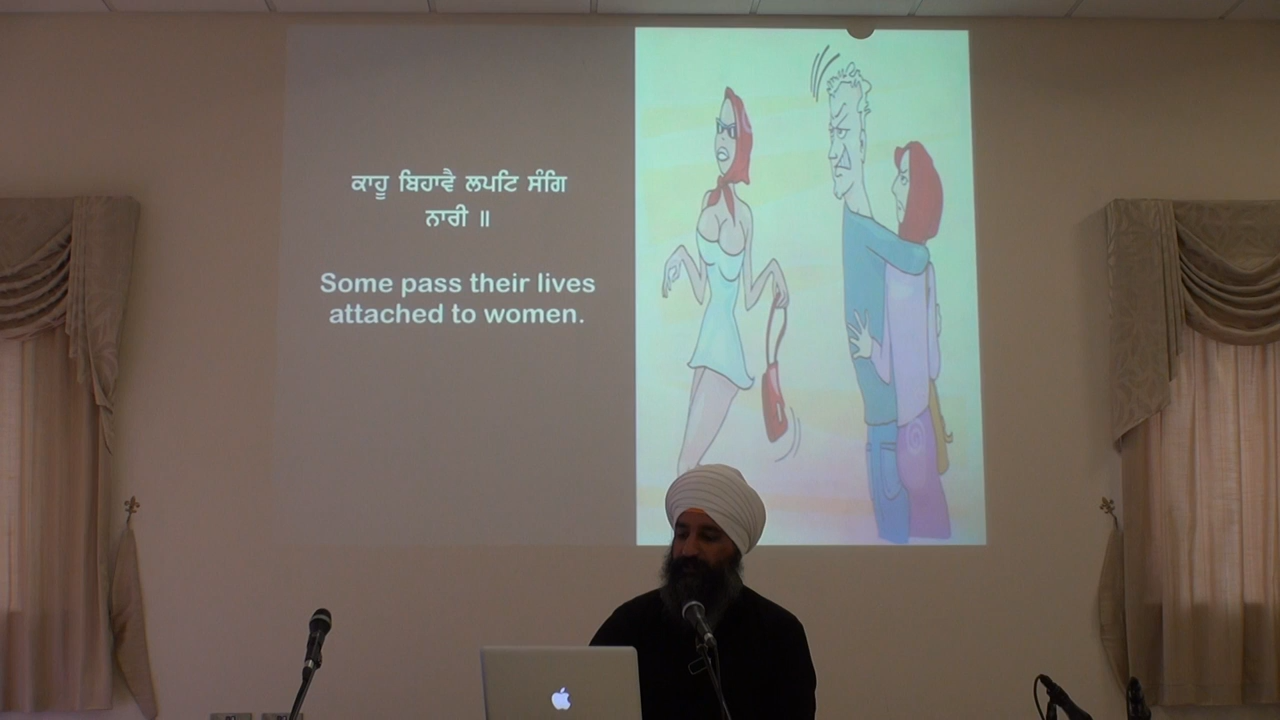 ਕਾਹੂ ਬਿਹਾਵੈ ਲਪਟਿ ਸੰਗਿ
ਨਾਰੀ ॥
Some pass their lives
attached to women.